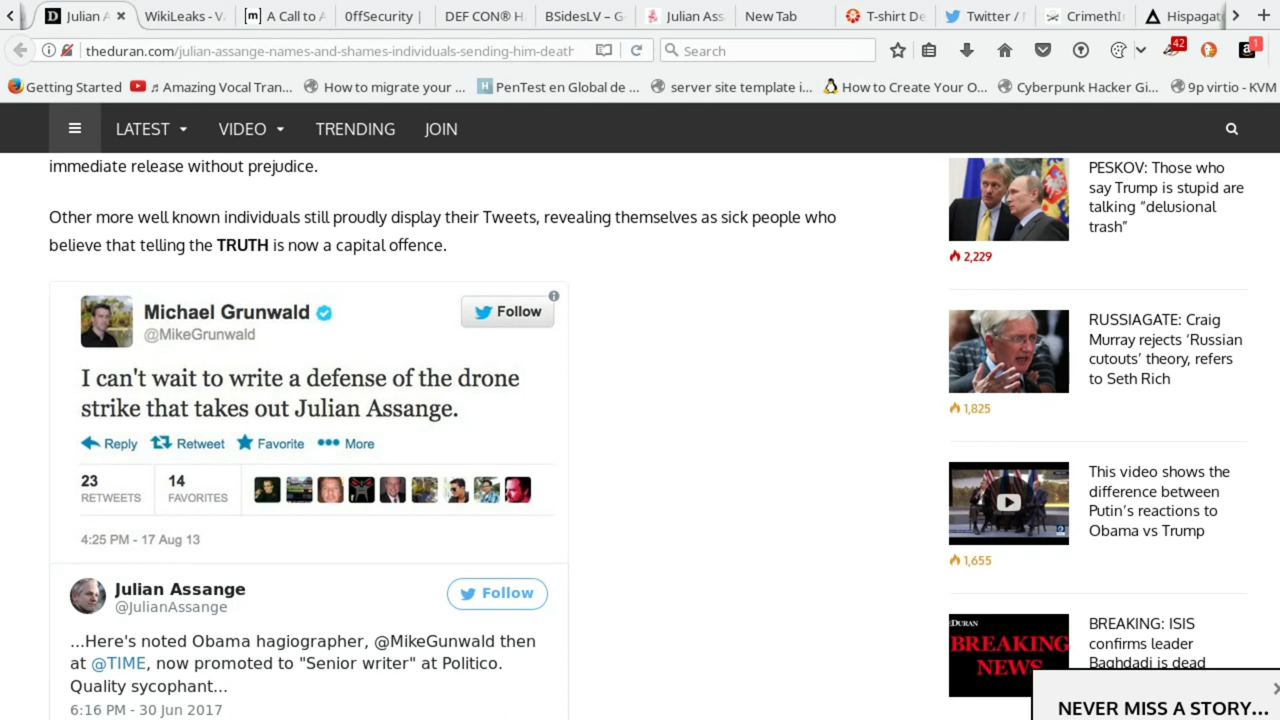 Julian A
WikiLeaks - V
A Call to A
0ffSecurity |
DEF CON® H
BSidesLV – G
Julian Ass
New Tab
T-shirt De
Twitter / 
CrimethI
Hispagat
theduran.com/julian-assange-names-and-shames-individuals-sending-him-death
Search
42
1
Getting Started
♬ Amazing Vocal Tran...
How to migrate your ...
PenTest en Global de ...
server site template i...
How to Create Your O...
Cyberpunk Hacker Gi...
9p virtio - KVM
LATEST
VIDEO
TRENDING
JOIN
immediate release without prejudice.
Other more well known individuals still proudly display their Tweets, revealing themselves as sick people who
believe that telling the TRUTH is now a capital offence.
Michael Grunwald
@MikeGrunwald
Follow
I can't wait to write a defense of the drone
strike that takes out Julian Assange.
Reply Retweet Favorite More
23 RETWEETS
14 FAVORITES
4:25 PM - 17 Aug 13
Julian Assange
@JulianAssange
Follow
...Here's noted Obama hagiographer, @MikeGunwald then
at @TIME, now promoted to "Senior writer" at Politico.
Quality sycophant...
6:16 PM - 30 Jun 2017
PESKOV: Those who
say Trump is stupid are
talking “delusional
trash”
2,229
RUSSIAGATE: Craig
Murray rejects ‘Russian
cutouts’ theory, refers
to Seth Rich
1,825
This video shows the
difference between
Putin’s reactions to
Obama vs Trump
1,655
DURAN
BREAKING
NEWS
BREAKING: ISIS
confirms leader
Baghdadi is dead
NEVER MISS A STORY...